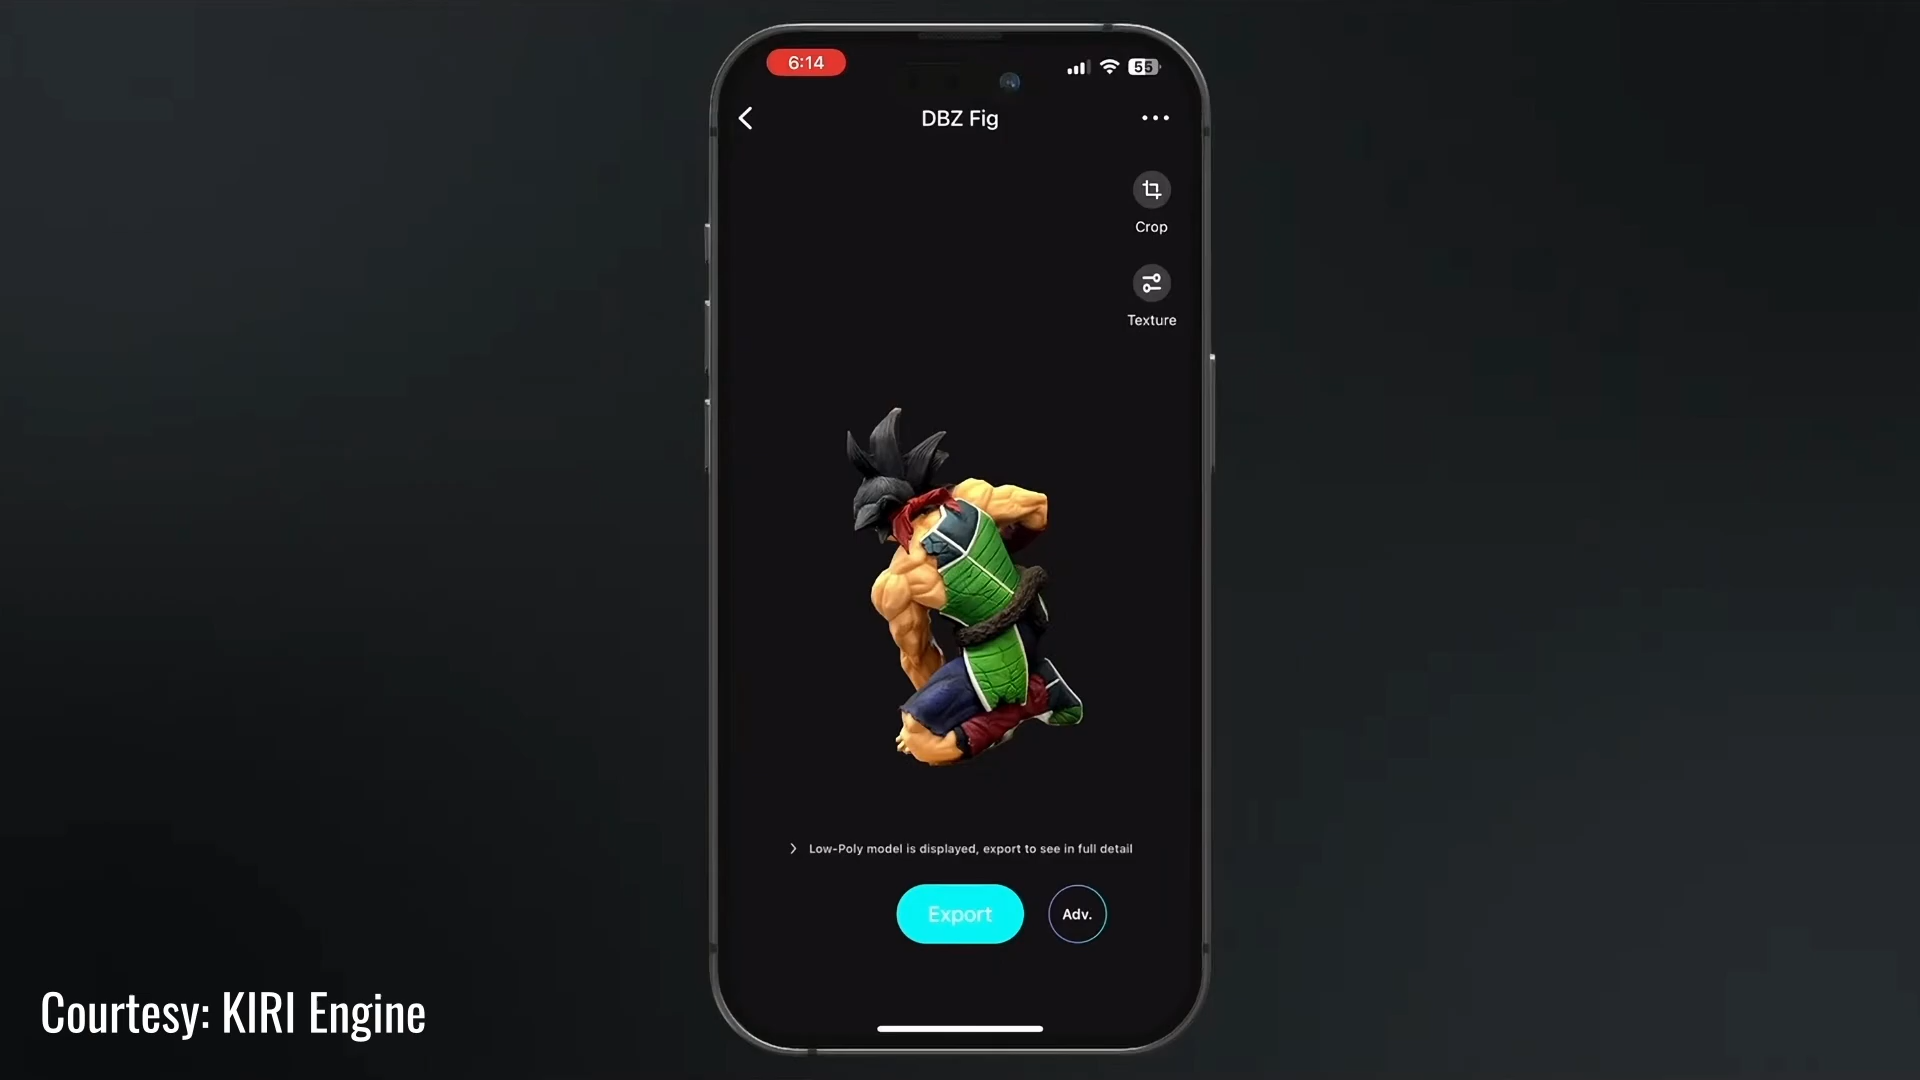 6:14
55
DBZ Fig
Crop
Texture
Low-Poly model is displayed, export to see in full detail
Export
Adv.
Courtesy: KIRI Engine